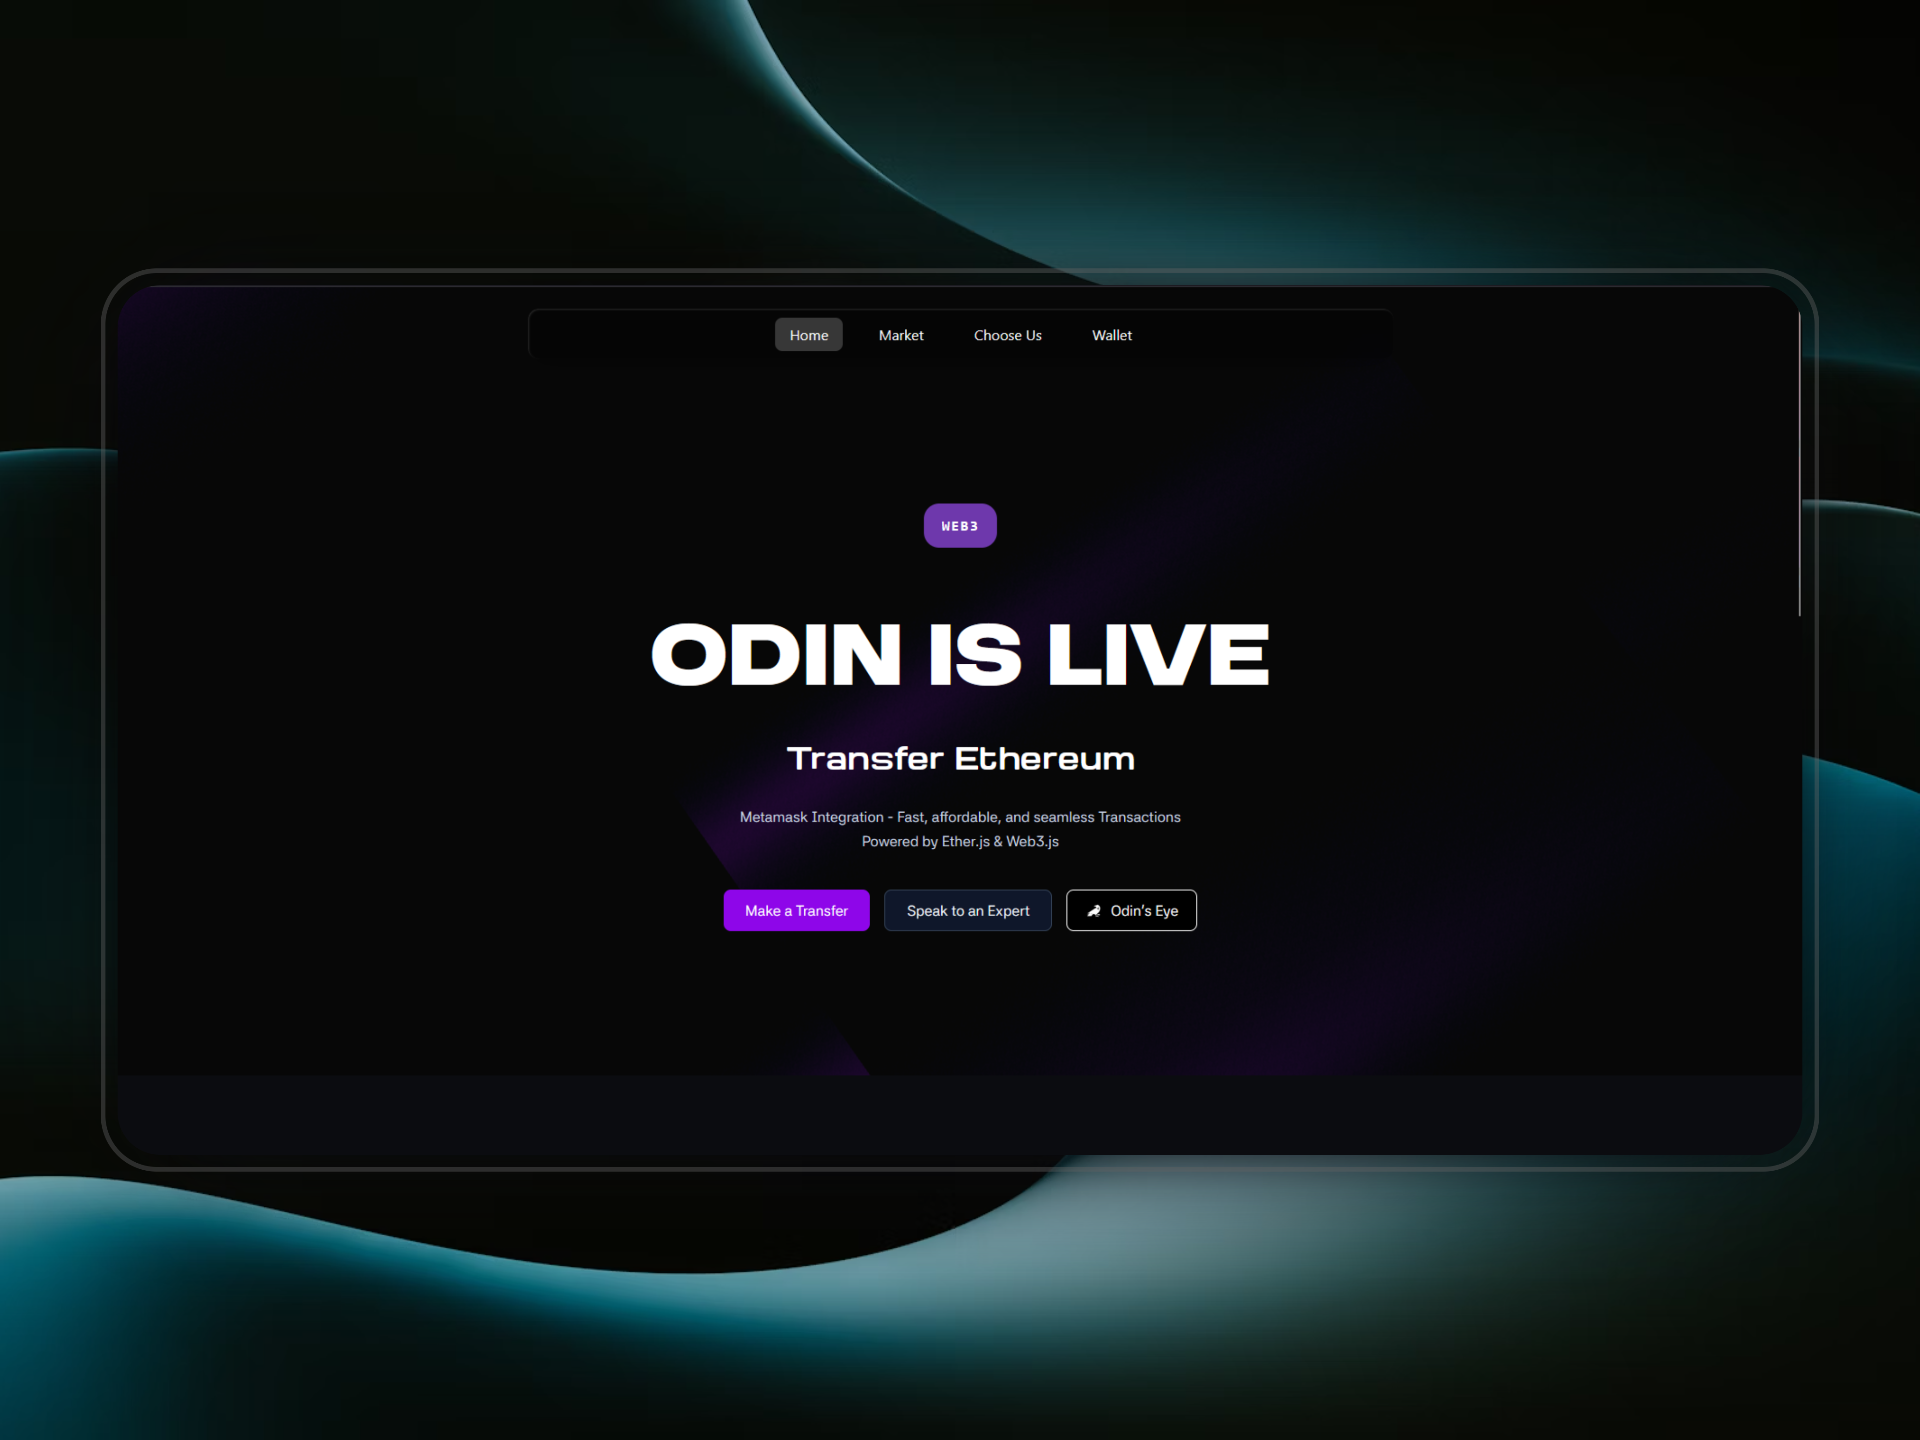 Home Market Choose Us Wallet
WEB3
ODIN IS LIVE
Transfer Ethereum
Metamask Integration - Fast, affordable, and seamless Transactions
Powered by Ether.js & Web3.js
Make a Transfer Speak to an Expert Odin's Eye